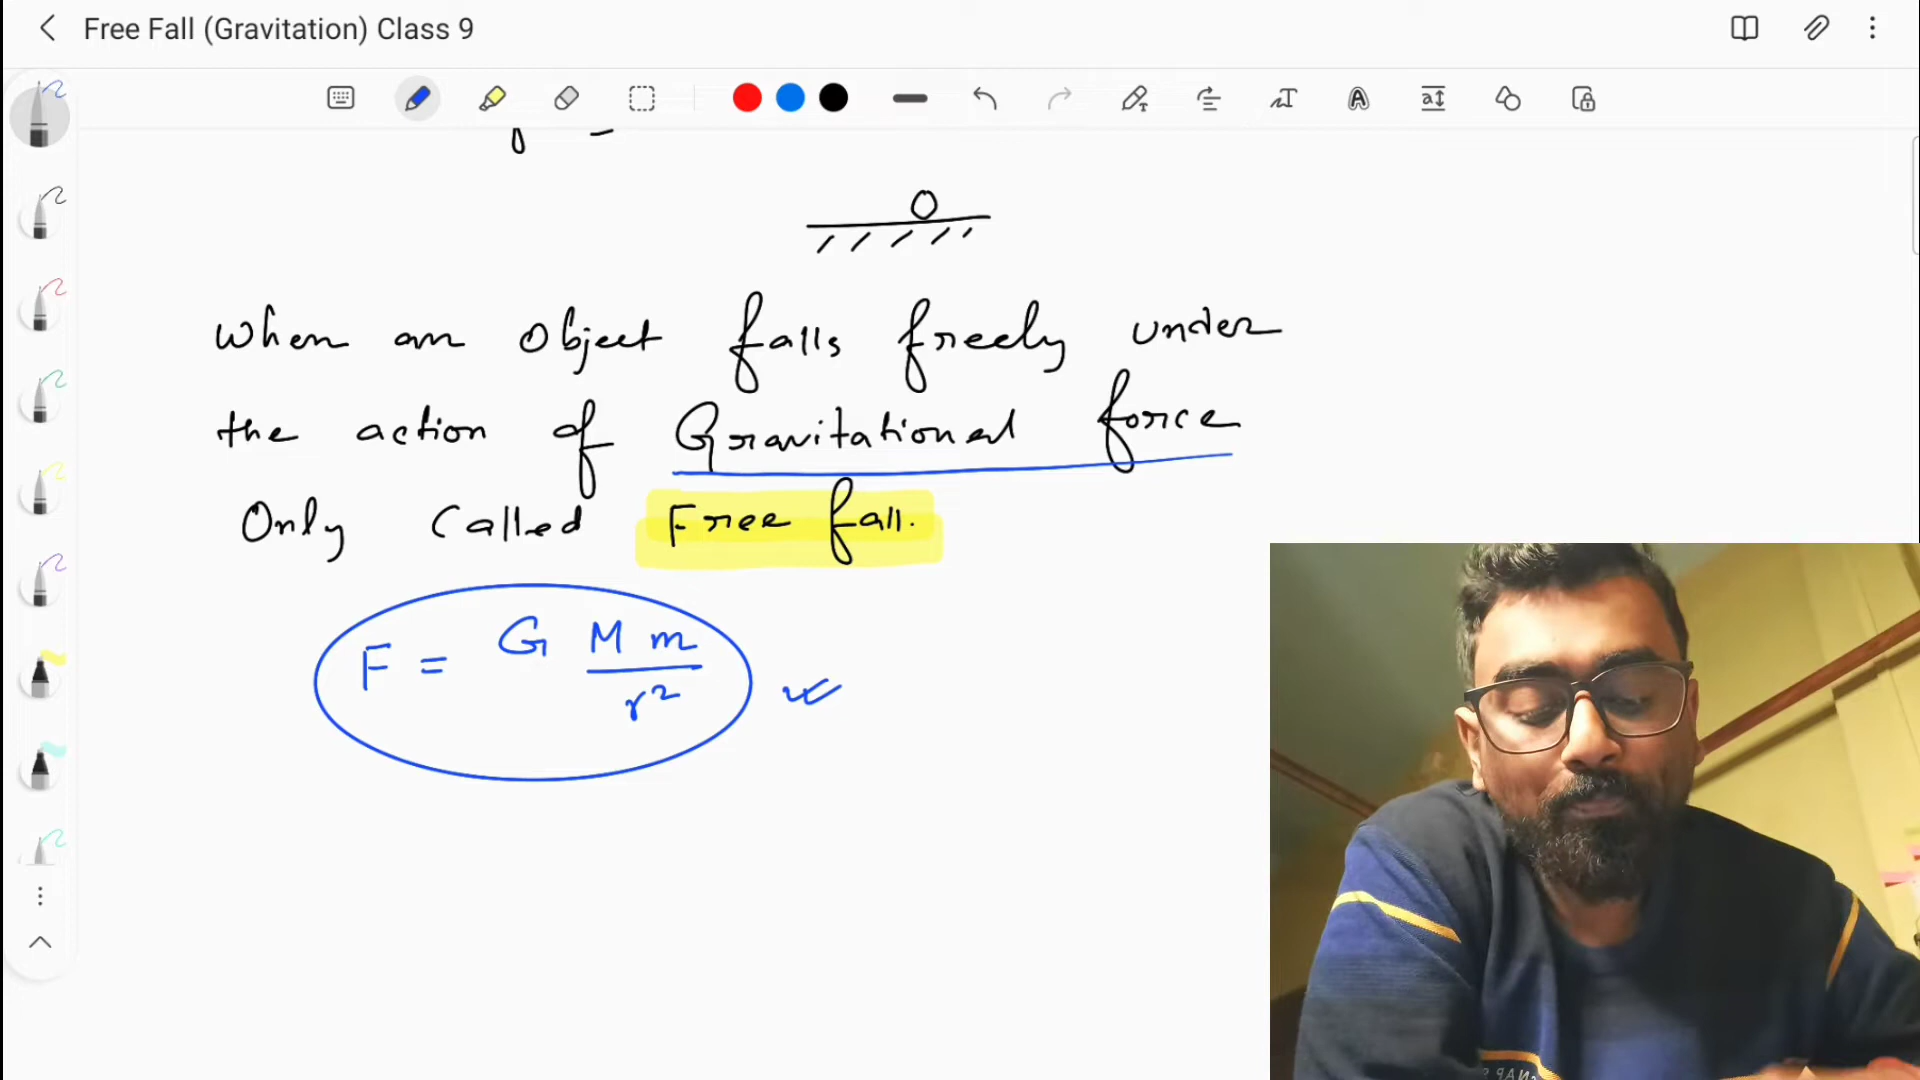 Free Fall (Gravitation) Class 9
When an Object falls freely under
the action of Gravitational force
Only Called Free fall.
F = G M m
r²